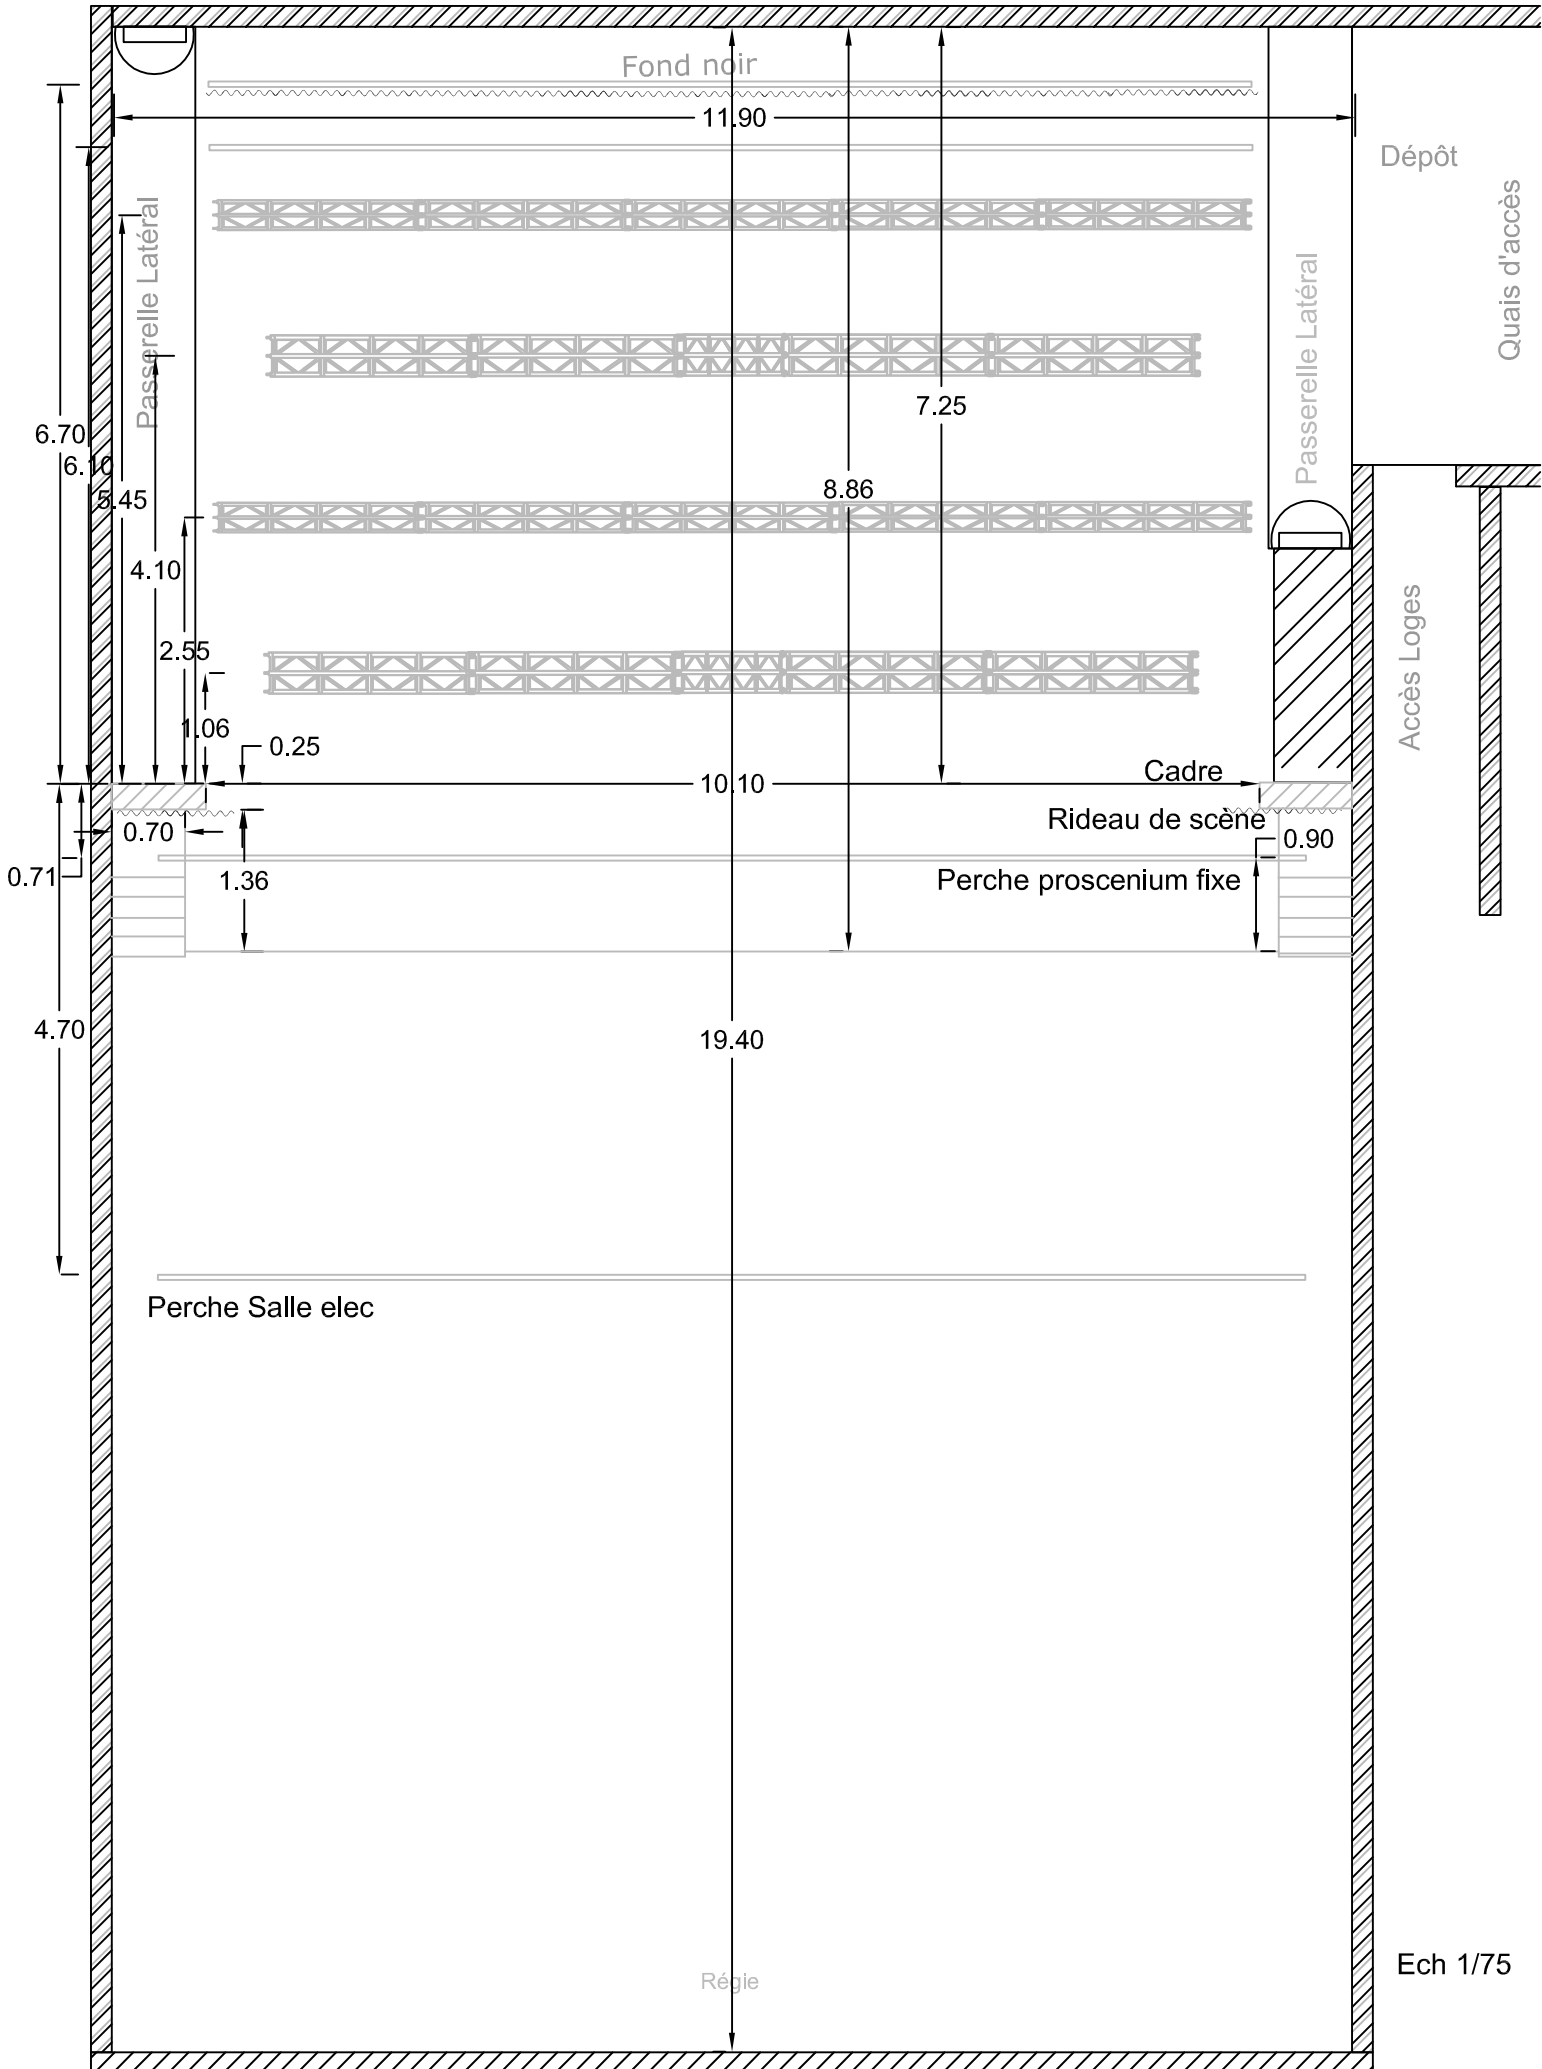 Fond noir
11.90
Dépôt
Quais d'accès
Passerelle Latéral
Passerelle Latéral
7.25
6.70
6.10
8.86
5.45
4.10
Accès Loges
2.55
1.06
0.25
Cadre
10.10
Rideau de scène
0.70
0.90
0.71
1.36
Perche proscenium fixe
4.70
19.40
Perche Salle elec
Ech 1/75
Régie